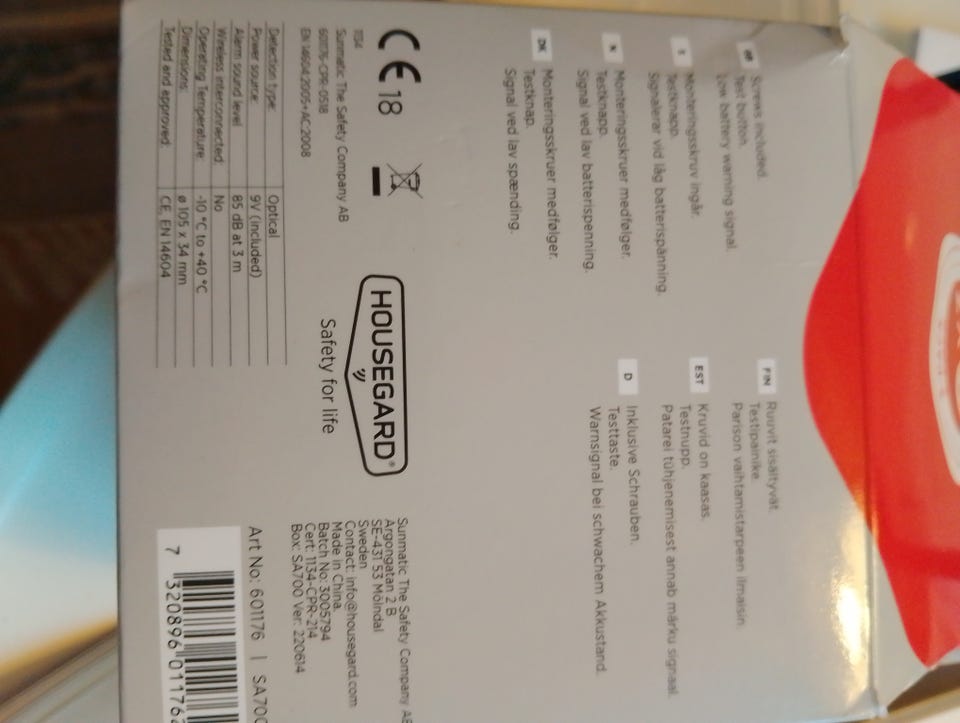 GB Screws included.
Test button.
Low battery warning signal.
S Monteringsskruv ingår.
Testknapp.
Signalerar vid låg batterispänning.
N Monteringsskruer medfølger.
Testknapp.
Signal ved lav batterispenning.
DK Monteringsskruer medfølger.
Testknap.
Signal ved lav spænding.
FIN Ruuvit sisältyvät.
Testipainike.
Pariston vaihtamistarpeen ilmaisin.
EST Kruvid on kaasas.
Testnupp.
Patarei tühjenemisest annab märku signaal.
D Inklusive Schrauben.
Testtaste.
Warnsignal bei schwachem Akkustand.
CE 18
1134
Sunmatic The Safety Company AB
601176-CPR-0518
EN 14604:2005+AC:2008
HOUSEGARD®
Safety for life
Detection type: Optical
Power source: 9V (included)
Alarm sound level 85 dB at 3 m
Wireless interconnected: No
Operating Temperature: -10 °C to +40 °C
Dimensions: ø 105 x 34 mm
Tested and approved: CE, EN 14604
Sunmatic The Safety Company AB
Argongatan 2 B
SE-431 53 Mölndal
Sweden
Contact: info@housegard.com
Made in China.
Batch No: 3005794
Cert: 1134-CPR-214
Box: SA700 Ver: 220614
Art No: 601176 | SA700
7 320896 011762